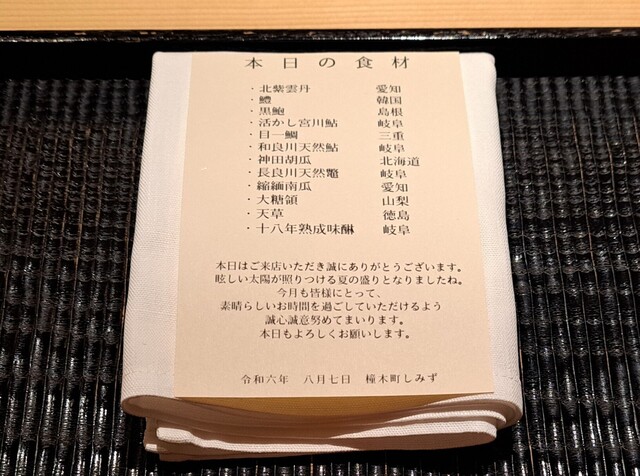 本日の食材
・北紫雲丹 愛知
・鱧 韓国
・黒鮑 島根
・活かし宮川鮎 岐阜
・目一鯛 三重
・和良川天然鮎 岐阜
・神田胡瓜 北海道
・長良川天然鼈 岐阜
・縮緬南瓜 愛知
・大糖領 山梨
・天草 徳島
・十八年熟成味醂 岐阜
本日はご来店いただき誠にありがとうございます。
眩しい太陽が照りつける夏の盛りとなりましたね。
今月も皆様にとって、
素晴らしいお時間を過ごしていただけるよう
誠心誠意努めてまいります。
本日もよろしくお願いします。
令和六年 八月七日 橦木町しみず